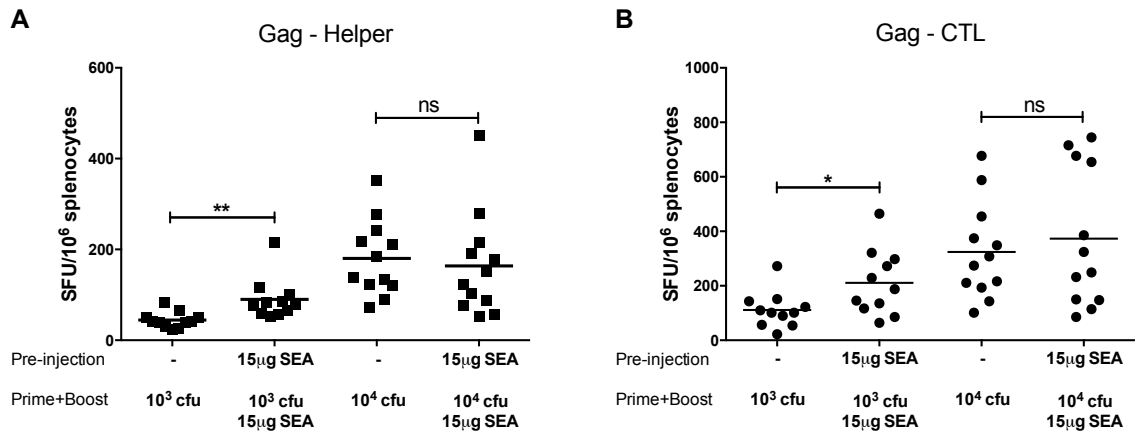 A
Gag - Helper
SFU/10⁶ splenocytes
600
400
200
0
**
ns
Pre-injection - 15μg SEA - 15μg SEA
Prime+Boost 10³ cfu 10³ cfu 10⁴ cfu 10⁴ cfu
15μg SEA 15μg SEA
B
Gag - CTL
SFU/10⁶ splenocytes
1000
800
600
400
200
0
*
ns
Pre-injection - 15μg SEA - 15μg SEA
Prime+Boost 10³ cfu 10³ cfu 10⁴ cfu 10⁴ cfu
15μg SEA 15μg SEA